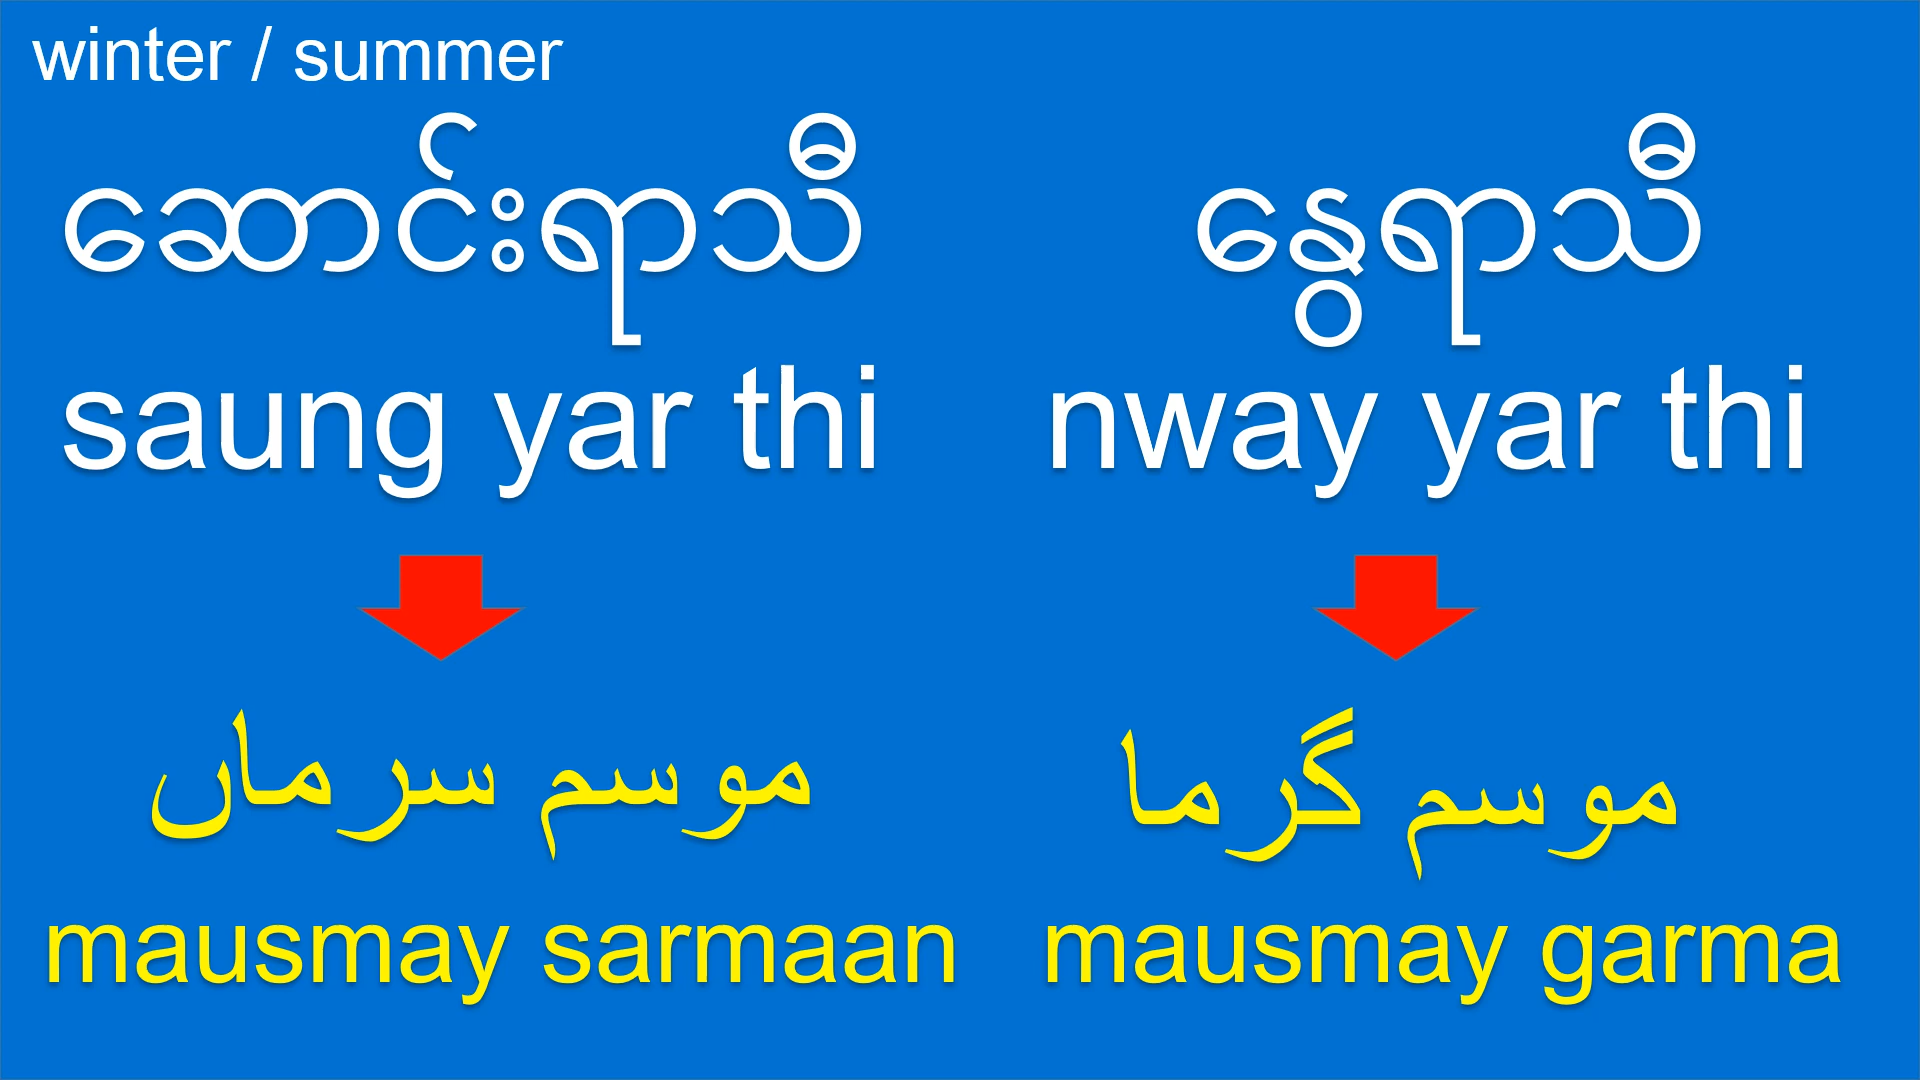 winter / summer
ဆောင်းရာသီ
နွေရာသီ
saung yar thi
nway yar thi
موسم سرماں
موسم گرما
mausmay sarmaan
mausmay garma